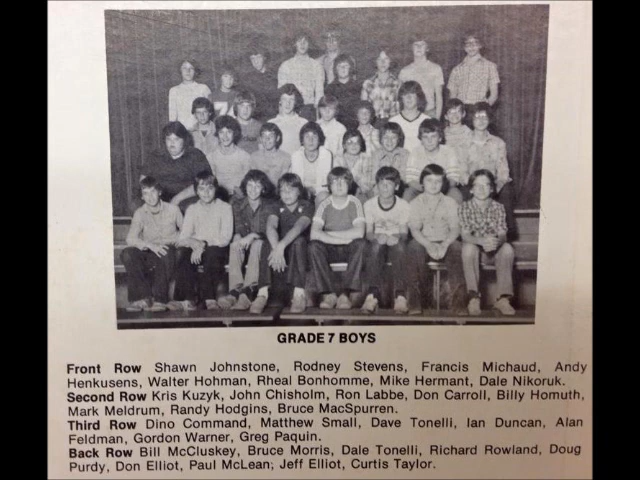 GRADE 7 BOYS
Front Row Shawn Johnstone, Rodney Stevens, Francis Michaud, Andy
Henkusens, Walter Hohman, Rheal Bonhomme, Mike Hermant, Dale Nikoruk.
Second Row Kris Kuzyk, John Chisholm, Ron Labbe, Don Carroll, Billy Homuth,
Mark Meldrum, Randy Hodgins, Bruce MacSpurren.
Third Row Dino Command, Matthew Small, Dave Tonelli, Ian Duncan, Alan
Feldman, Gordon Warner, Greg Paquin.
Back Row Bill McCluskey, Bruce Morris, Dale Tonelli, Richard Rowland, Doug
Purdy, Don Elliot, Paul McLean; Jeff Elliot, Curtis Taylor.